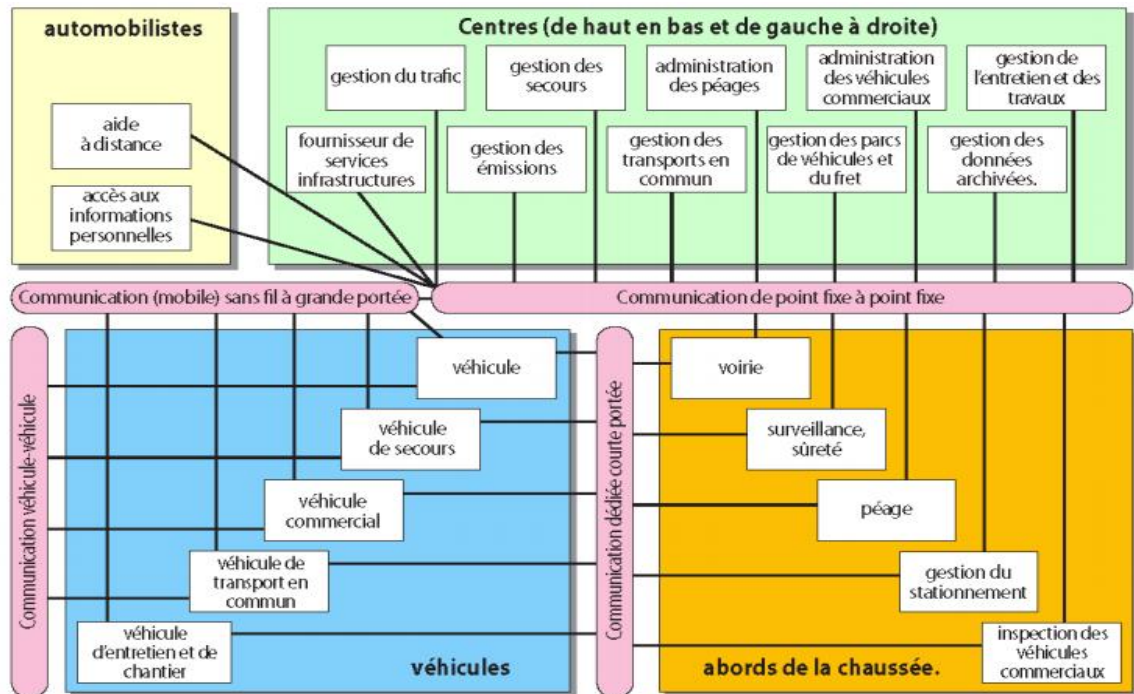 automobilistes
aide
à distance
accès aux
informations
personnelles
Centres (de haut en bas et de gauche à droite)
gestion du trafic
gestion des
secours
administration
des péages
administration
des véhicules
commerciaux
gestion de
l'entretien et des
travaux
fournisseur de
services
infrastructures
gestion des
émissions
gestion des
transports en
commun
gestion des parcs
de véhicules et
du fret
gestion des
données
archivées.
Communication (mobile) sans fil à grande portée
Communication de point fixe à point fixe
Communication véhicule-véhicule
véhicule
véhicule
de secours
véhicule
commercial
véhicule de
transport en
commun
véhicule
d'entretien et de
chantier
véhicules
Communication dédiée courte portée
voirie
surveillance,
sûreté
péage
gestion du
stationnement
inspection des
véhicules
commerciaux
abords de la chaussée.